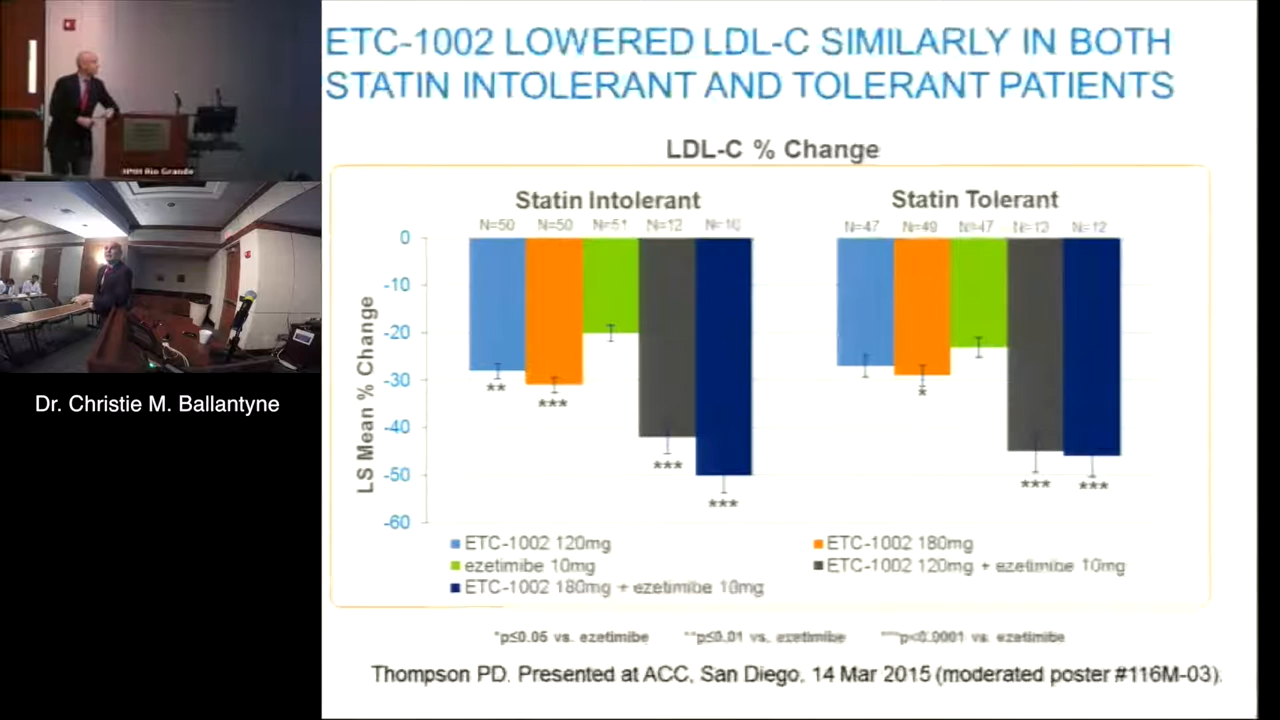 ETC-1002 LOWERED LDL-C SIMILARLY IN BOTH
STATIN INTOLERANT AND TOLERANT PATIENTS
LDL-C % Change
Statin Intolerant
Statin Tolerant
N=50 N=50 N=51 N=12
N=47 N=49 N=47 N=12
0
-10
-20
-30
-40
-50
-60
LS Mean % Change
** *** *** ***
* *** ***
ETC-1002 120mg
ETC-1002 180mg
ezetimibe 10mg
ETC-1002 120mg + ezetimibe 10mg
ETC-1002 180mg + ezetimibe 10mg
*p≤0.05 vs. ezetimibe **p≤0.01 vs. ezetimibe ***p<0.0001 vs. ezetimibe
Thompson PD. Presented at ACC, San Diego, 14 Mar 2015 (moderated poster #116M-03).
Rio Grande
Dr. Christie M. Ballantyne